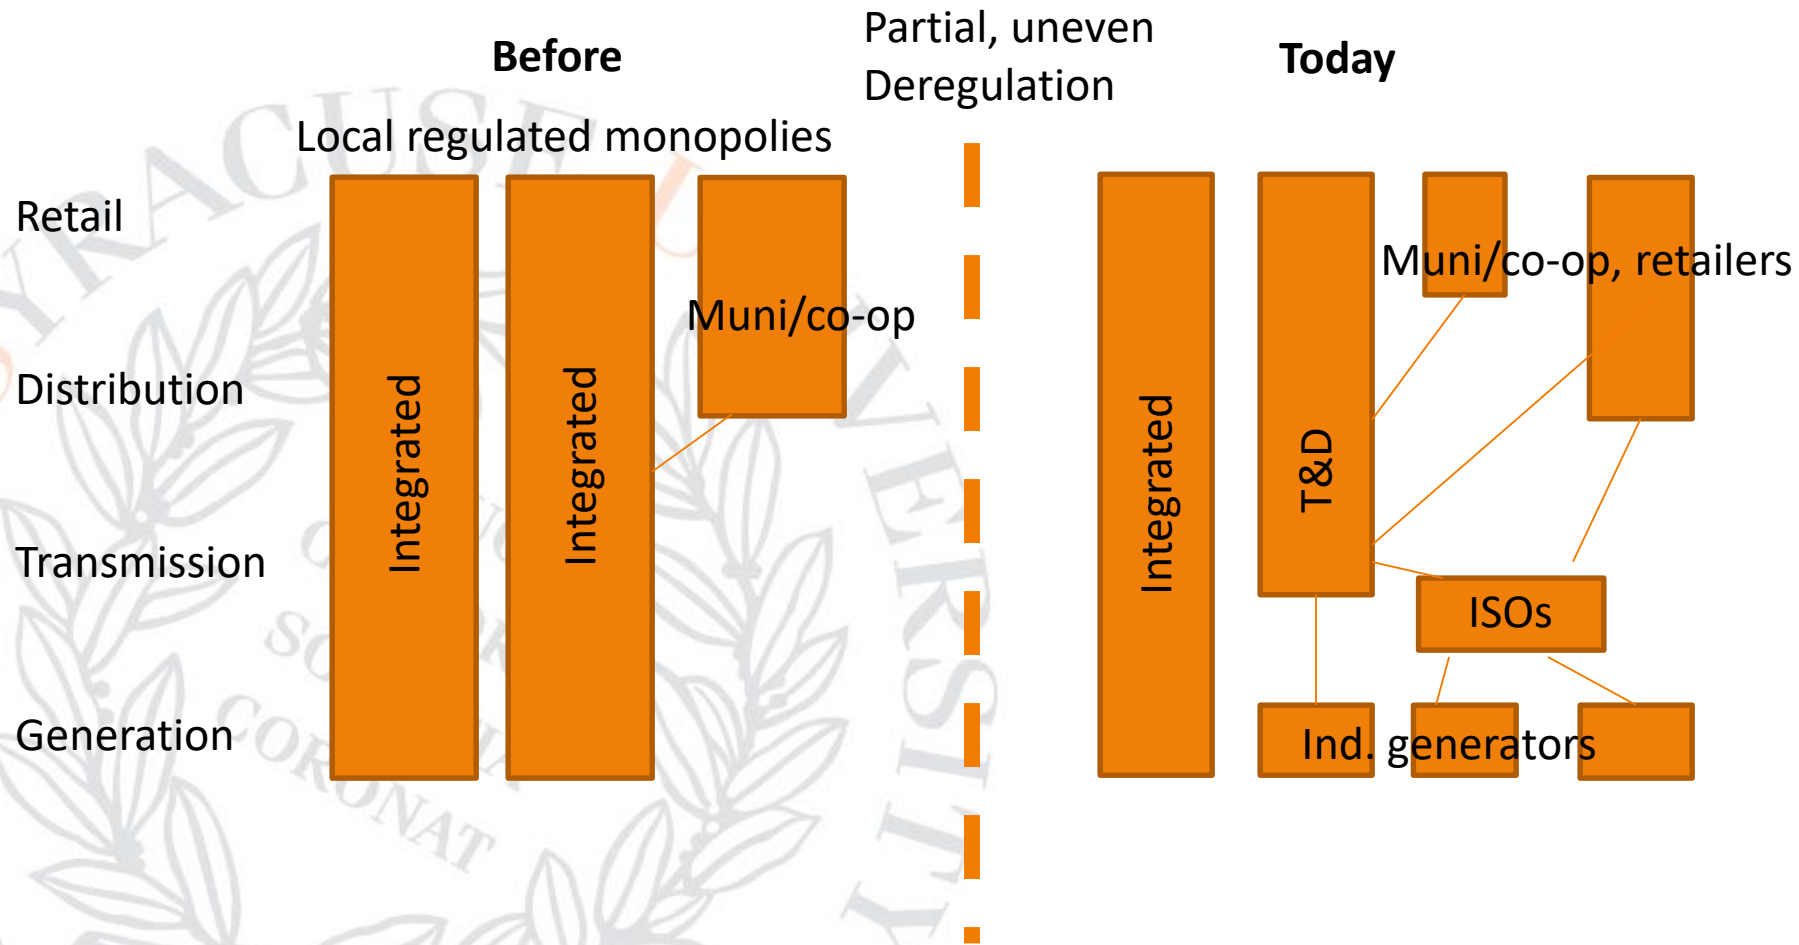 Before
Partial, uneven
Deregulation
Today
Local regulated monopolies
Retail
Distribution
Transmission
Generation
Integrated
Integrated
Muni/co-op
Integrated
T&D
Muni/co-op, retailers
ISOs
Ind. generators
CORONAT